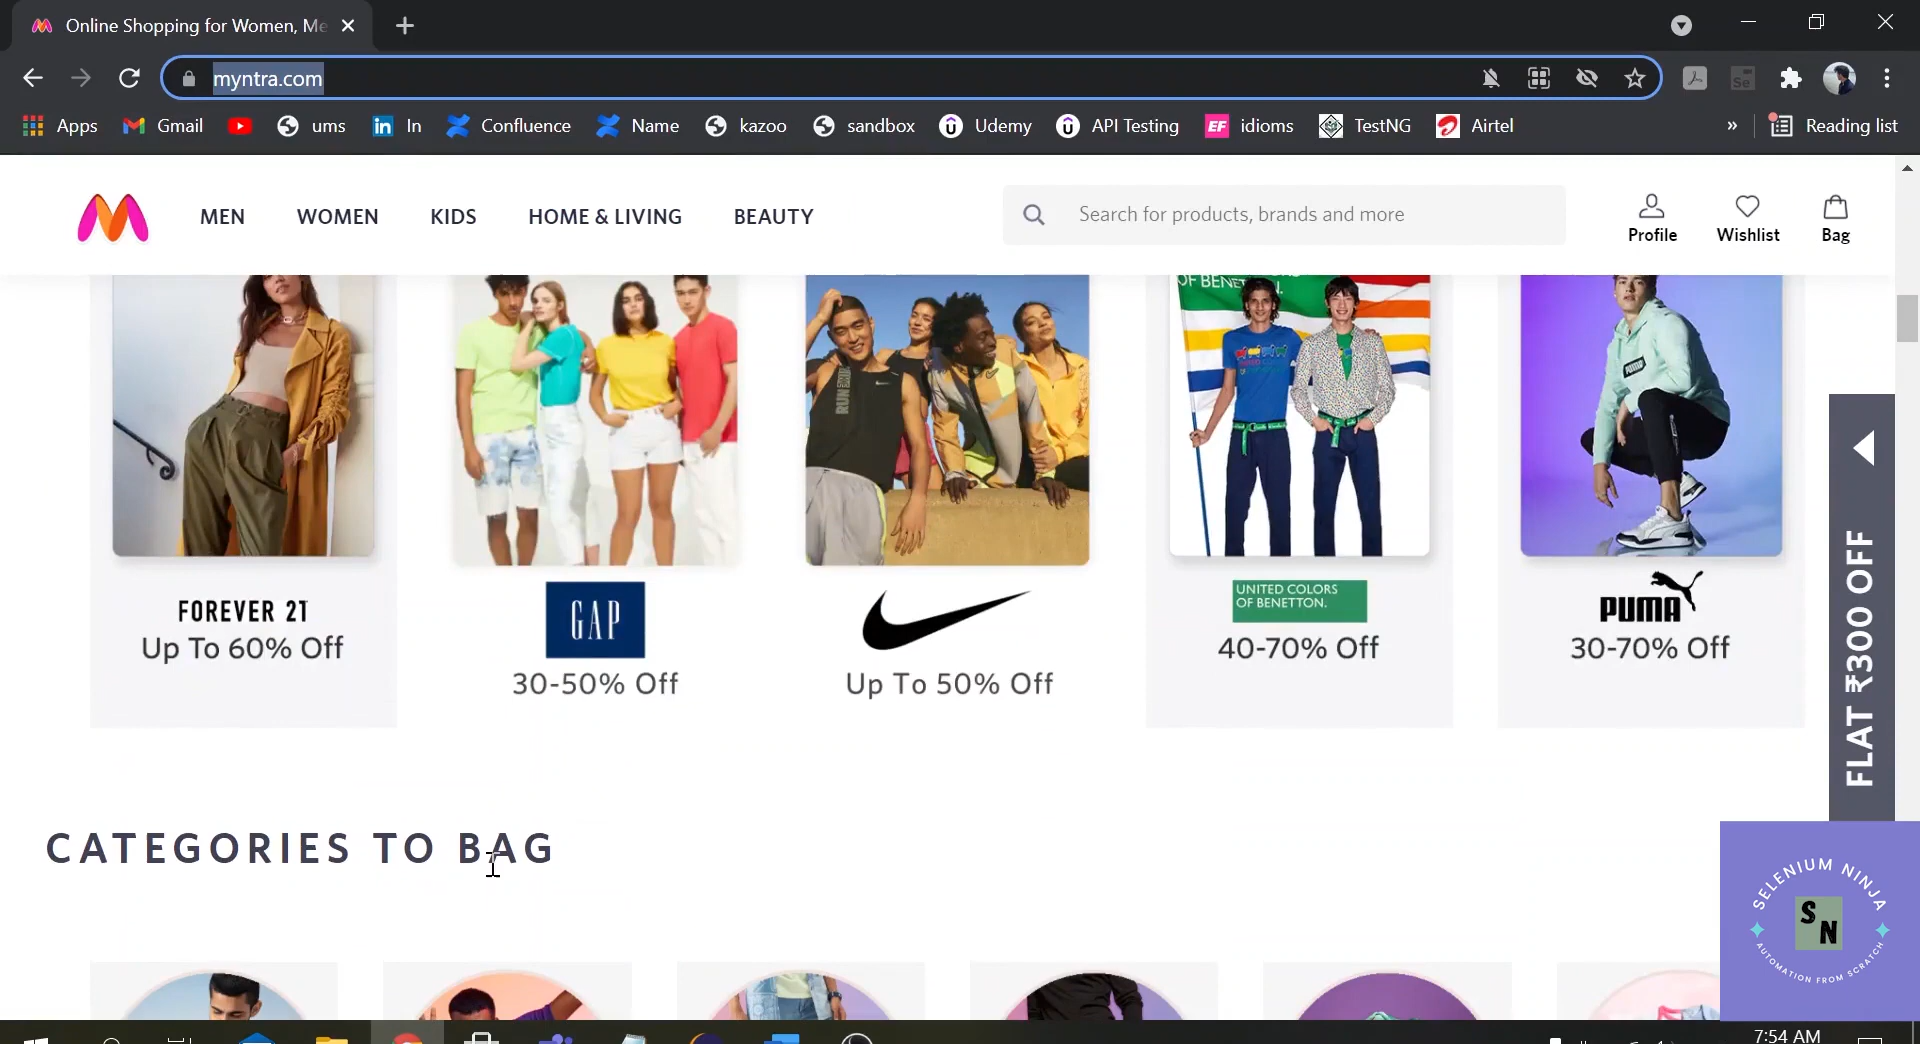 Online Shopping for Women, Me
myntra.com
Apps
Gmail
ums
In
Confluence
Name
kazoo
sandbox
Udemy
API Testing
EF idioms
TestNG
Airtel
»
Reading list
MEN
WOMEN
KIDS
HOME & LIVING
BEAUTY
Search for products, brands and more
Profile
Wishlist
Bag
OF BENETTON.
RUN
FOREVER 21
Up To 60% Off
GAP
30-50% Off
Up To 50% Off
UNITED COLORS
OF BENETTON.
40-70% Off
PUMA
30-70% Off
FLAT ₹300 OFF
CATEGORIES TO BAG
SELENIUM NINJA
SN
AUTOMATION FROM SCRATCH
7:54 AM